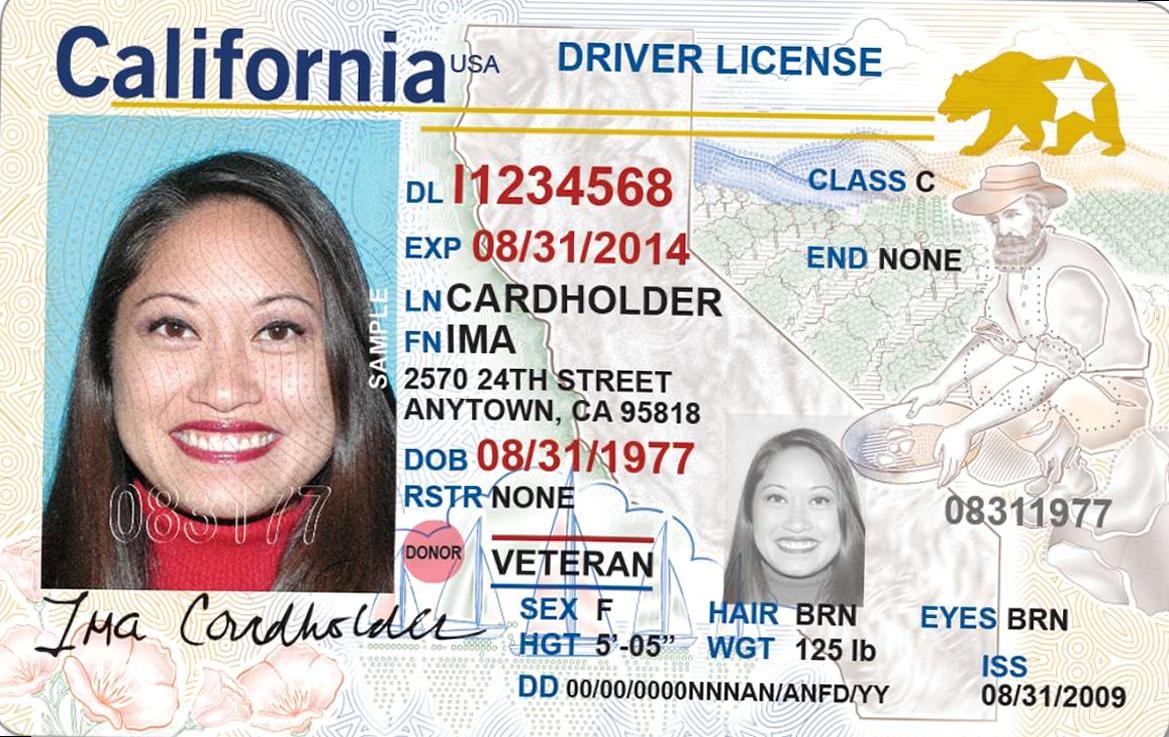 California USA DRIVER LICENSE
DL I1234568 CLASS C
EXP 08/31/2014 END NONE
LN CARDHOLDER
FN IMA
2570 24TH STREET
ANYTOWN, CA 95818
DOB 08/31/1977
RSTR NONE 08311977
SAMPLE
083177
DONOR VETERAN
Ima Cardholder
SEX F HAIR BRN EYES BRN
HGT 5'-05" WGT 125 lb ISS
DD 00/00/0000NNNAN/ANFD/YY 08/31/2009